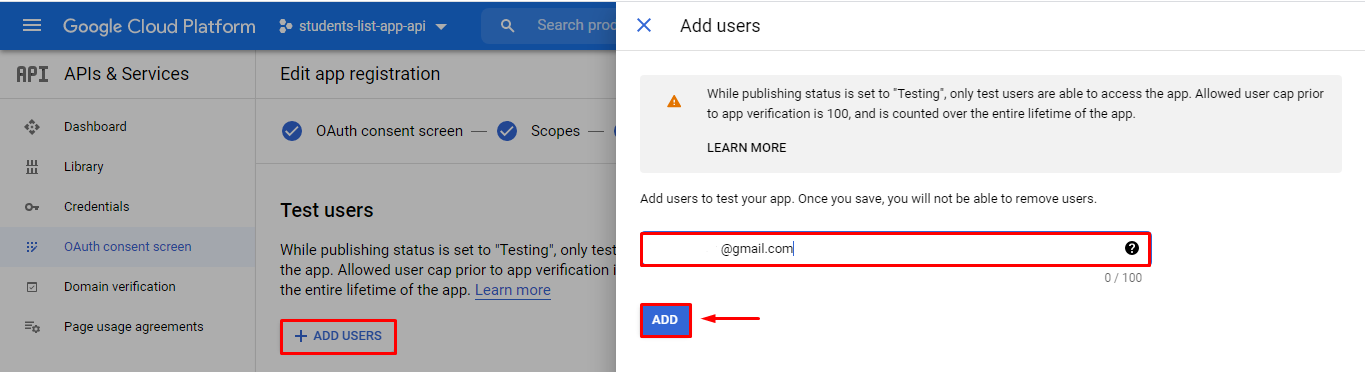 Google Cloud Platform
students-list-app-api
Search proc
API
APIs & Services
Dashboard
Library
Credentials
OAuth consent screen
Domain verification
Page usage agreements
Edit app registration
OAuth consent screen — Scopes —
Test users
While publishing status is set to "Testing", only test
the app. Allowed user cap prior to app verification i
the entire lifetime of the app. Learn more
+ ADD USERS
Add users
While publishing status is set to "Testing", only test users are able to access the app. Allowed user cap prior
to app verification is 100, and is counted over the entire lifetime of the app.
LEARN MORE
Add users to test your app. Once you save, you will not be able to remove users.
@gmail.com
0 / 100
ADD